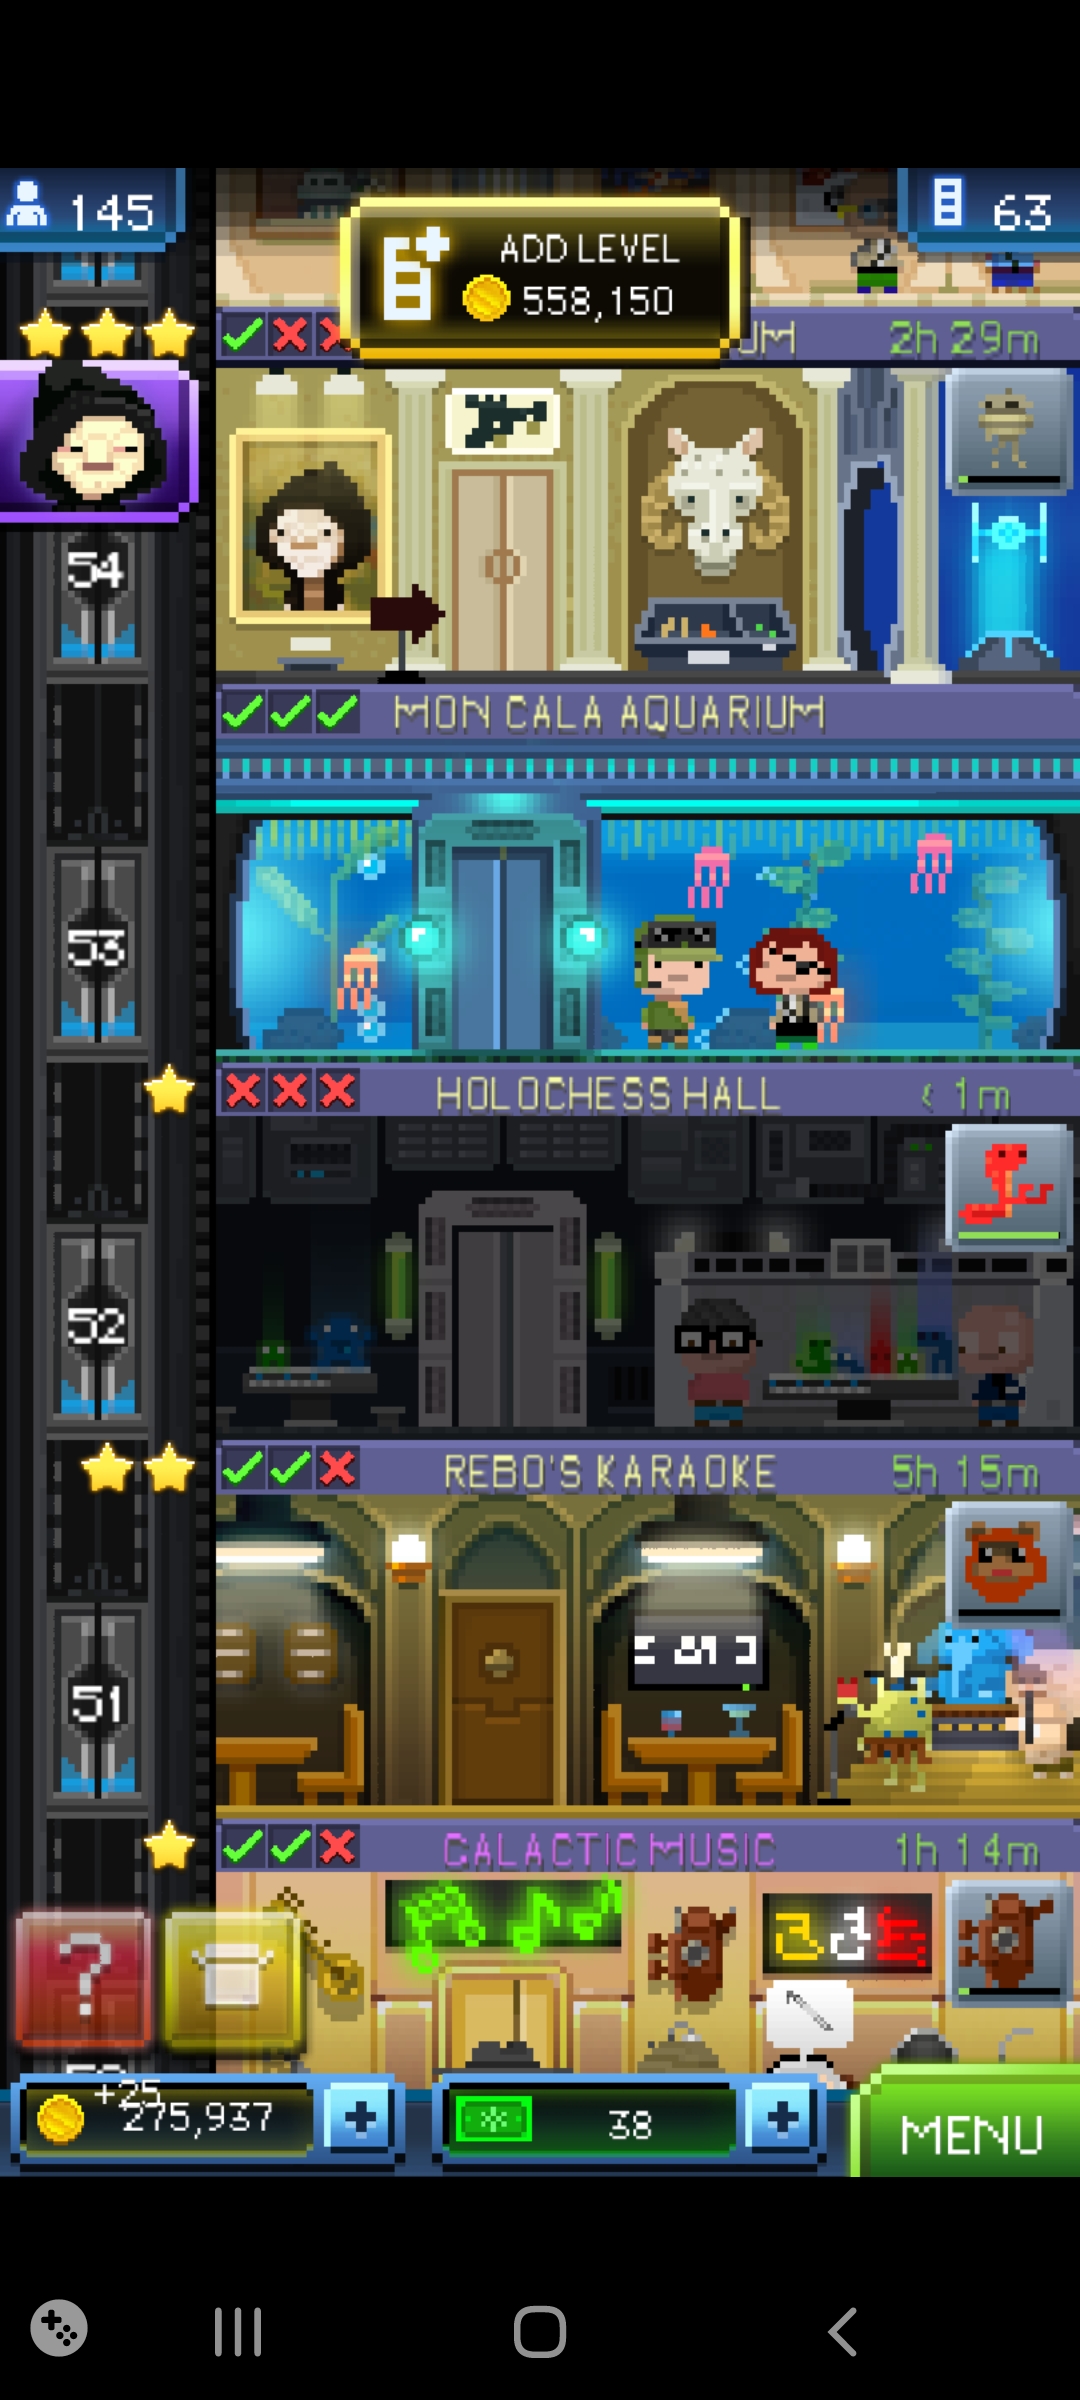 145
63
ADD LEVEL
558,150
UM 2h 29m
54
MON CALA AQUARIUM
53
HOLOCHESS HALL < 1m
52
REBO'S KARAOKE 5h 15m
51
GALACTIC MUSIC 1h 14m
?
+25
275,937
38
MENU